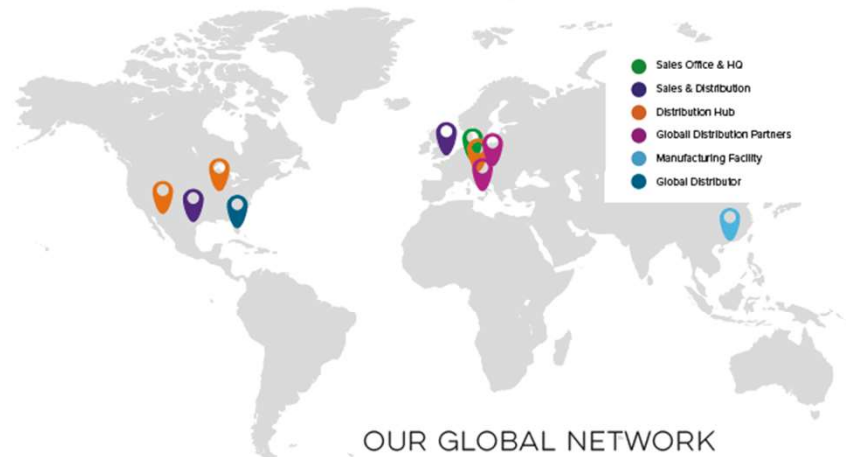 Sales Office & HQ
Sales & Distribution
Distribution Hub
Globall Distribution Partners
Manufacturing Facility
Global Distributor
OUR GLOBAL NETWORK